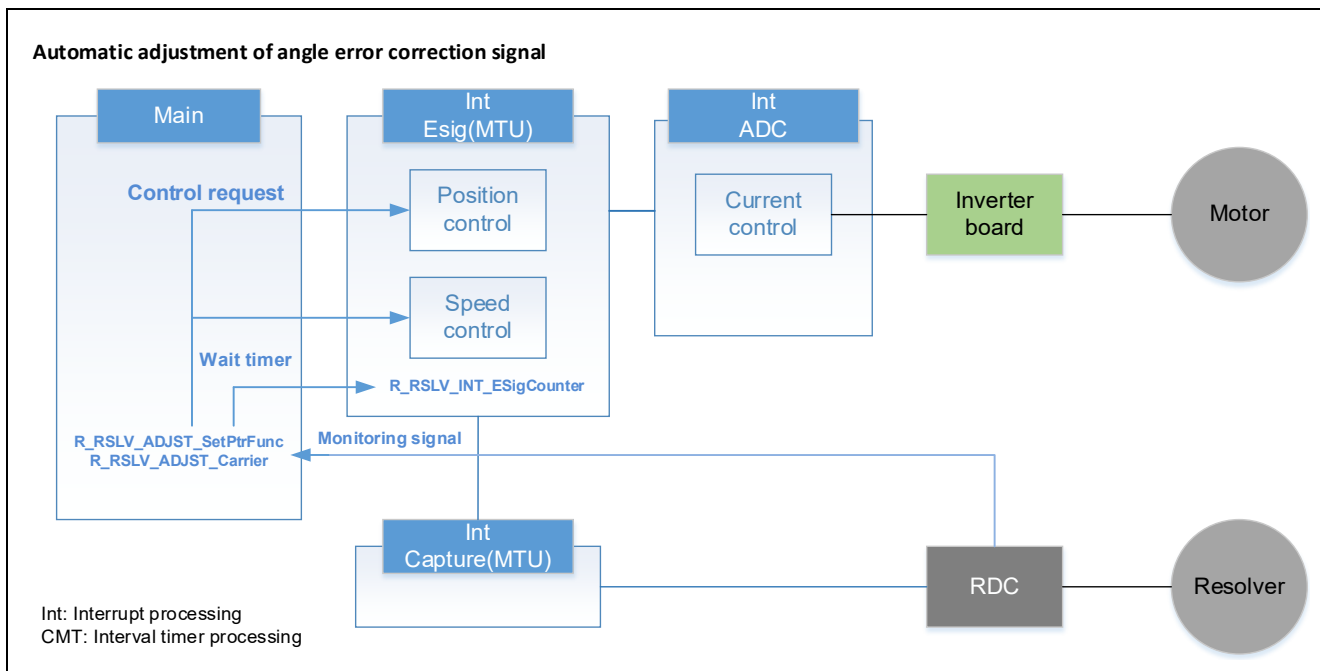 Automatic adjustment of angle error correction signal
Main
Int
Esig(MTU)
Int
ADC
Control request
Position
control
Current
control
Inverter
board
Motor
Speed
control
Wait timer
R_RSLV_INT_ESigCounter
R_RSLV_ADJST_SetPtrFunc
R_RSLV_ADJST_Carrier
Monitoring signal
Int
Capture(MTU)
RDC
Resolver
Int: Interrupt processing
CMT: Interval timer processing